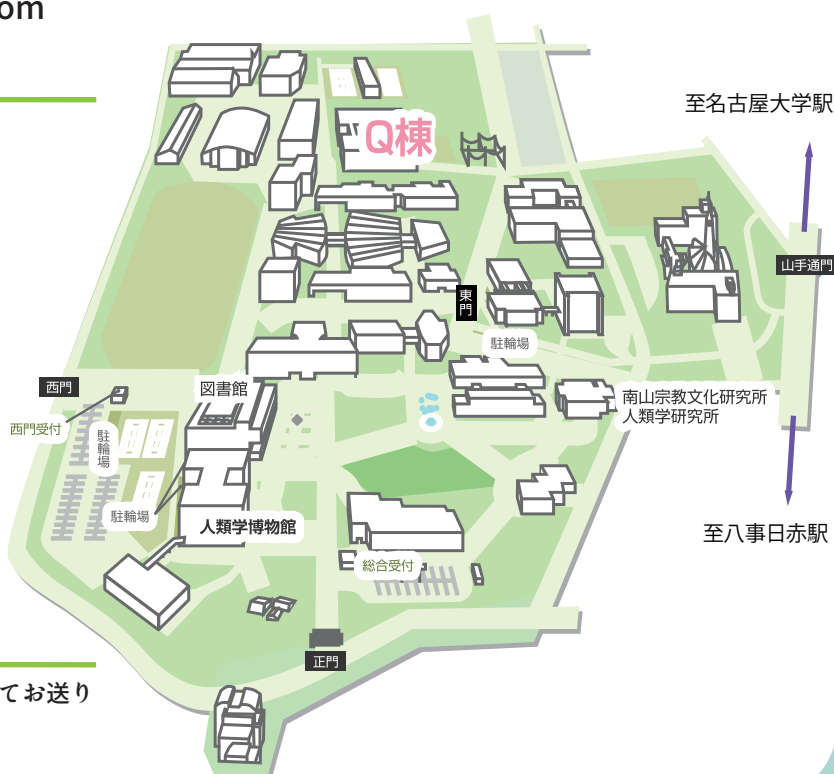 om
至名古屋大学駅
Q棟
山手通門
東門
駐輪場
西門
図書館
南山宗教文化研究所
人類学研究所
西門受付
駐輪場
駐輪場
人類学博物館
至八事日赤駅
総合受付
正門
てお送り